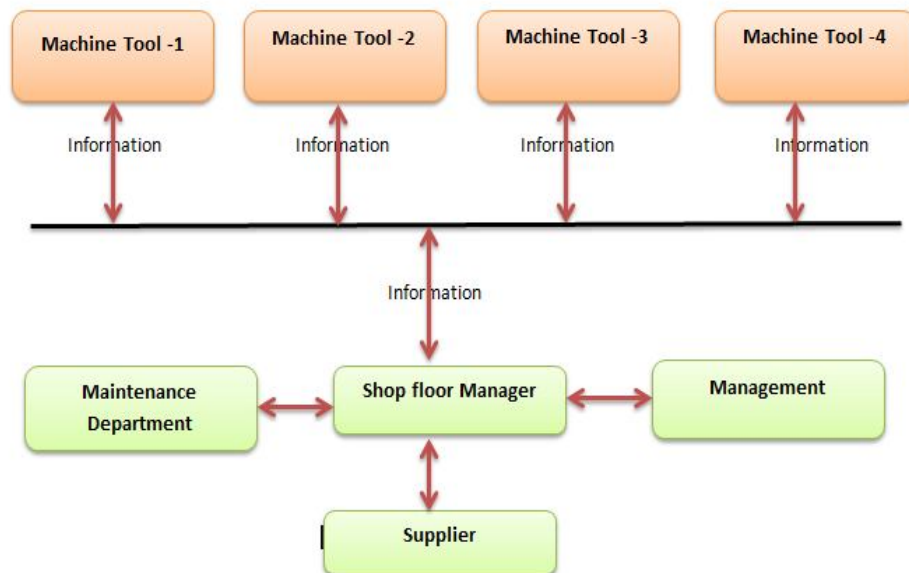 Machine Tool -1
Machine Tool -2
Machine Tool -3
Machine Tool -4
Information
Information
Information
Information
Information
Maintenance
Department
Shop floor Manager
Management
Supplier